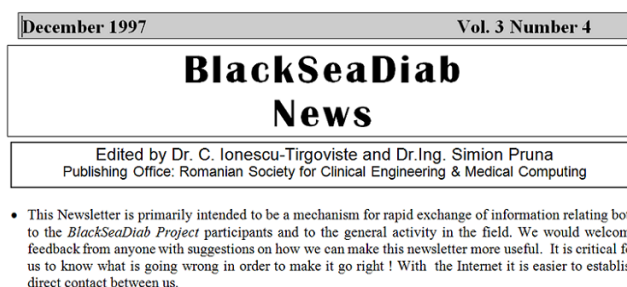 December 1997 Vol. 3 Number 4
BlackSeaDiab
News
Edited by Dr. C. Ionescu-Tirgoviste and Dr.Ing. Simion Pruna
Publishing Office: Romanian Society for Clinical Engineering & Medical Computing
• This Newsletter is primarily intended to be a mechanism for rapid exchange of information relating
to the BlackSeaDiab Project participants and to the general activity in the field. We would
feedback from anyone with suggestions on how we can make this newsletter more useful. It is critical
us to know what is going wrong in order to make it go right ! With the Internet it is easier to
direct contact between us.